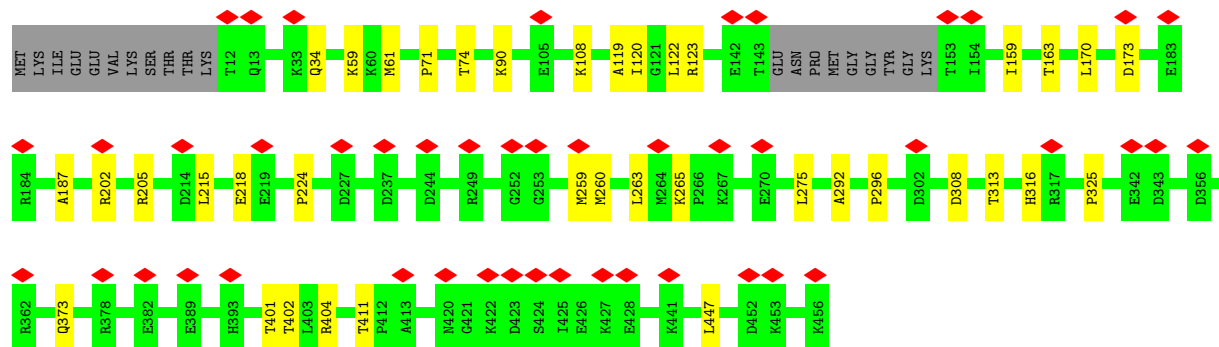 MET LYS ILE GLU GLU VAL LYS SER THR THR LYS T12 Q13 K33 Q34 K59 K60 M61 P71 T74 K90 E105 K108 A119 I120 G121 L122 R123 E142 T143 GLU ASN PRO MET GLY GLY TYR GLY LYS T153 I154 I159 T163 L170 D173 E183
R184 A187 R202 R205 D214 L215 E218 E219 P224 D227 D237 D244 R249 G252 G253 M259 M260 L263 M264 K265 P266 K267 E270 L275 A292 P296 D302 D308 T313 H316 R317 P325 E342 D343 D356
R362 Q373 R378 E382 E389 H393 T401 T402 L403 R404 T411 P412 A413 N420 G421 K422 D423 S424 I425 E426 K427 E428 K441 L447 D452 K453 K456